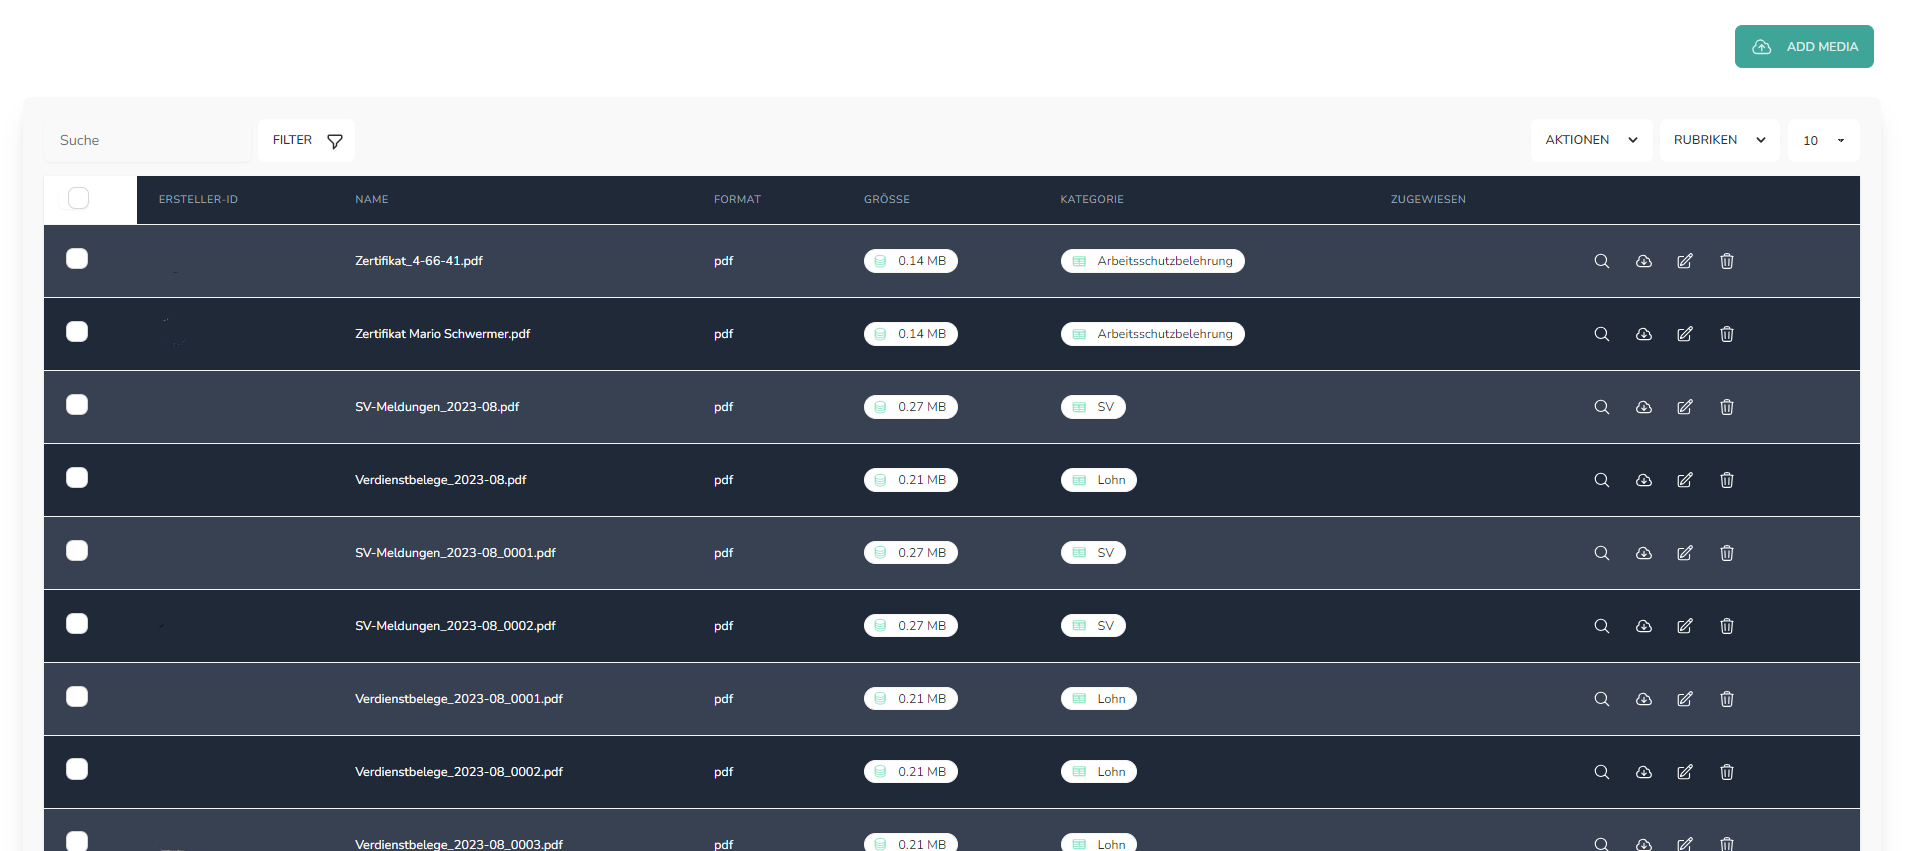 ADD MEDIA
Suche FILTER AKTIONEN RUBRIKEN 10
ERSTELLER-ID NAME FORMAT GRÖSSE KATEGORIE ZUGEWIESEN
Zertifikat_4-66-41.pdf pdf 0.14 MB Arbeitsschutzbelehrung
Zertifikat Mario Schwermer.pdf pdf 0.14 MB Arbeitsschutzbelehrung
SV-Meldungen_2023-08.pdf pdf 0.27 MB SV
Verdienstbelege_2023-08.pdf pdf 0.21 MB Lohn
SV-Meldungen_2023-08_0001.pdf pdf 0.27 MB SV
SV-Meldungen_2023-08_0002.pdf pdf 0.27 MB SV
Verdienstbelege_2023-08_0001.pdf pdf 0.21 MB Lohn
Verdienstbelege_2023-08_0002.pdf pdf 0.21 MB Lohn
Verdienstbelege_2023-08_0003.pdf pdf 0.21 MB Lohn